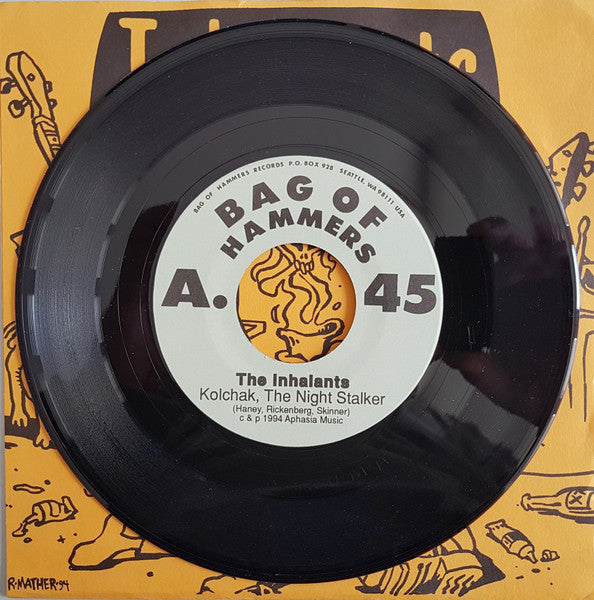 BAG OF HAMMERS RECORDS P.O. BOX 928 SEATTLE, WA 98111 USA
BAG OF
HAMMERS
A. 45
The Inhalants
Kolchak, The Night Stalker
(Haney, Rickenberg, Skinner)
c & p 1994 Aphasia Music
R·MATHER·94